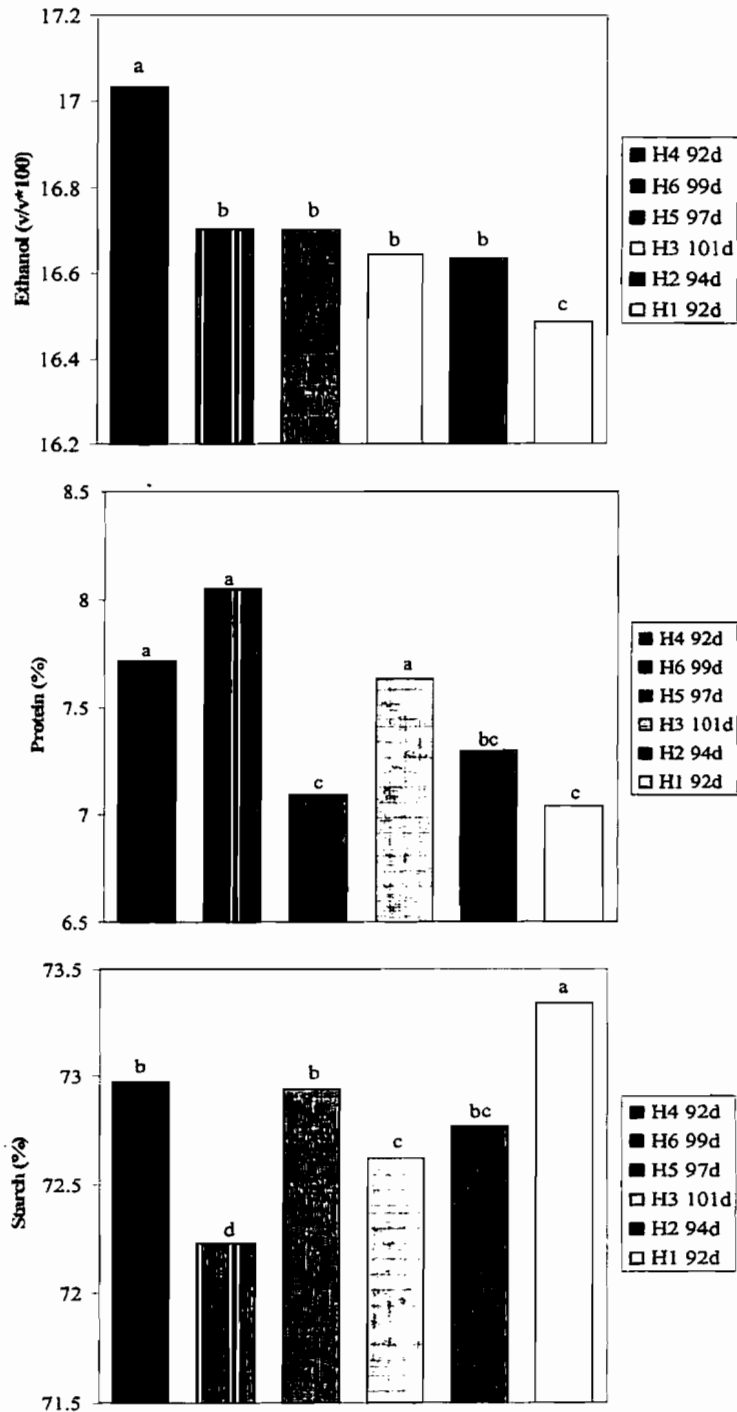 17.2
17
16.8
16.6
16.4
16.2
Ethanol (v/v*100)
a
b
b
b
b
c
H4 92d
H6 99d
H5 97d
H3 101d
H2 94d
H1 92d
8.5
8
7.5
7
6.5
Protein (%)
a
a
c
a
bc
c
H4 92d
H6 99d
H5 97d
H3 101d
H2 94d
H1 92d
73.5
73
72.5
72
71.5
Starch (%)
b
d
b
c
bc
a
H4 92d
H6 99d
H5 97d
H3 101d
H2 94d
H1 92d